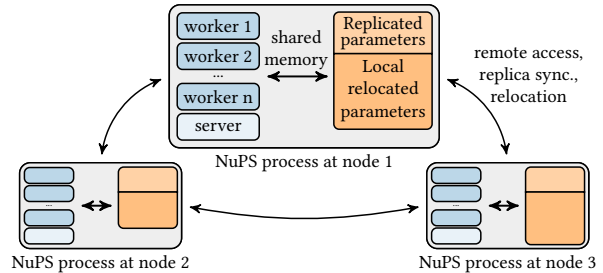 worker 1
worker 2
...
worker n
server
shared
memory
Replicated
parameters
Local
relocated
parameters
NuPS process at node 1
remote access,
replica sync.,
relocation
...
NuPS process at node 2
...
NuPS process at node 3